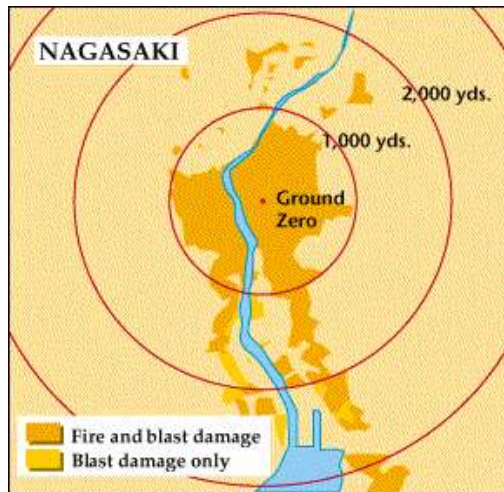 NAGASAKI
2,000 yds.
1,000 yds.
Ground
Zero
Fire and blast damage
Blast damage only